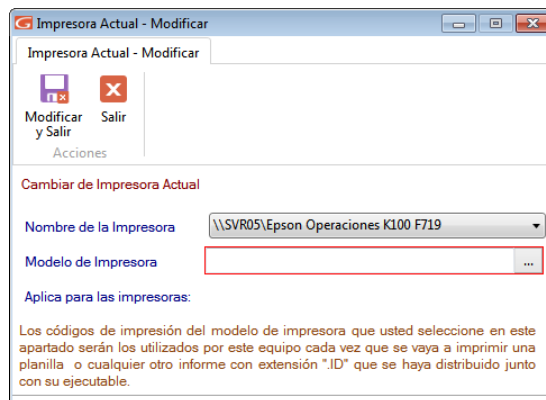 Impresora Actual - Modificar
Impresora Actual - Modificar
Modificar
y Salir
Salir
Acciones
Cambiar de Impresora Actual
Nombre de la Impresora
\\SVR05\Epson Operaciones K100 F719
Modelo de Impresora
...
Aplica para las impresoras:
Los códigos de impresión del modelo de impresora que usted seleccione en este
apartado serán los utilizados por este equipo cada vez que se vaya a imprimir una
planilla o cualquier otro informe con extensión ".ID" que se haya distribuido junto
con su ejecutable.